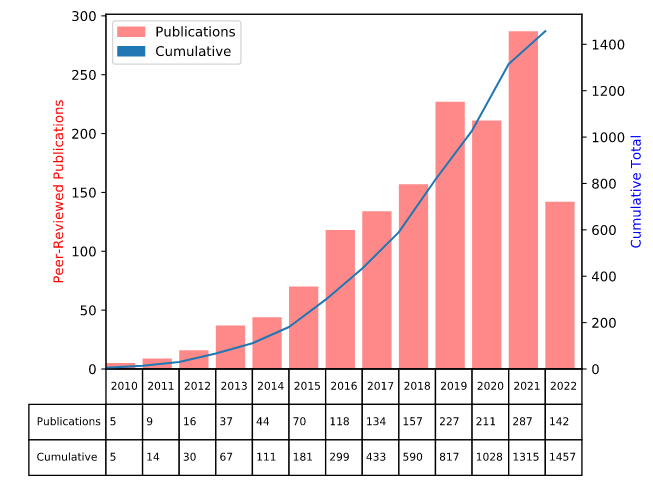 Publications
Cumulative
300
250
200
150
100
50
0
Peer-Reviewed Publications
1400
1200
1000
800
600
400
200
0
Cumulative Total
2010 2011 2012 2013 2014 2015 2016 2017 2018 2019 2020 2021 2022
Publications 5 9 16 37 44 70 118 134 157 227 211 287 142
Cumulative 5 14 30 67 111 181 299 433 590 817 1028 1315 1457